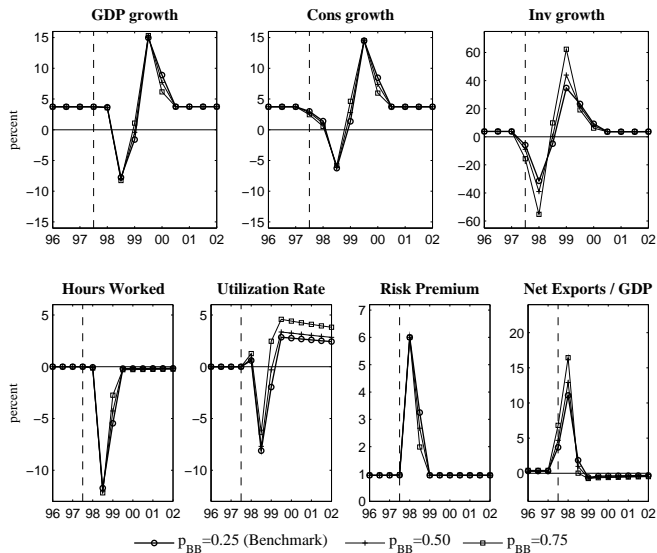 GDP growth
Cons growth
Inv growth
percent
15
10
5
0
−5
−10
−15
96 97 98 99 00 01 02
15
10
5
0
−5
−10
−15
96 97 98 99 00 01 02
60
40
20
0
−20
−40
−60
96 97 98 99 00 01 02
Hours Worked
Utilization Rate
Risk Premium
Net Exports / GDP
percent
5
0
−5
−10
96 97 98 99 00 01 02
5
0
−5
−10
96 97 98 99 00 01 02
7
6
5
4
3
2
1
96 97 98 99 00 01 02
20
15
10
5
0
96 97 98 99 00 01 02
p_BB=0.25 (Benchmark)
p_BB=0.50
p_BB=0.75